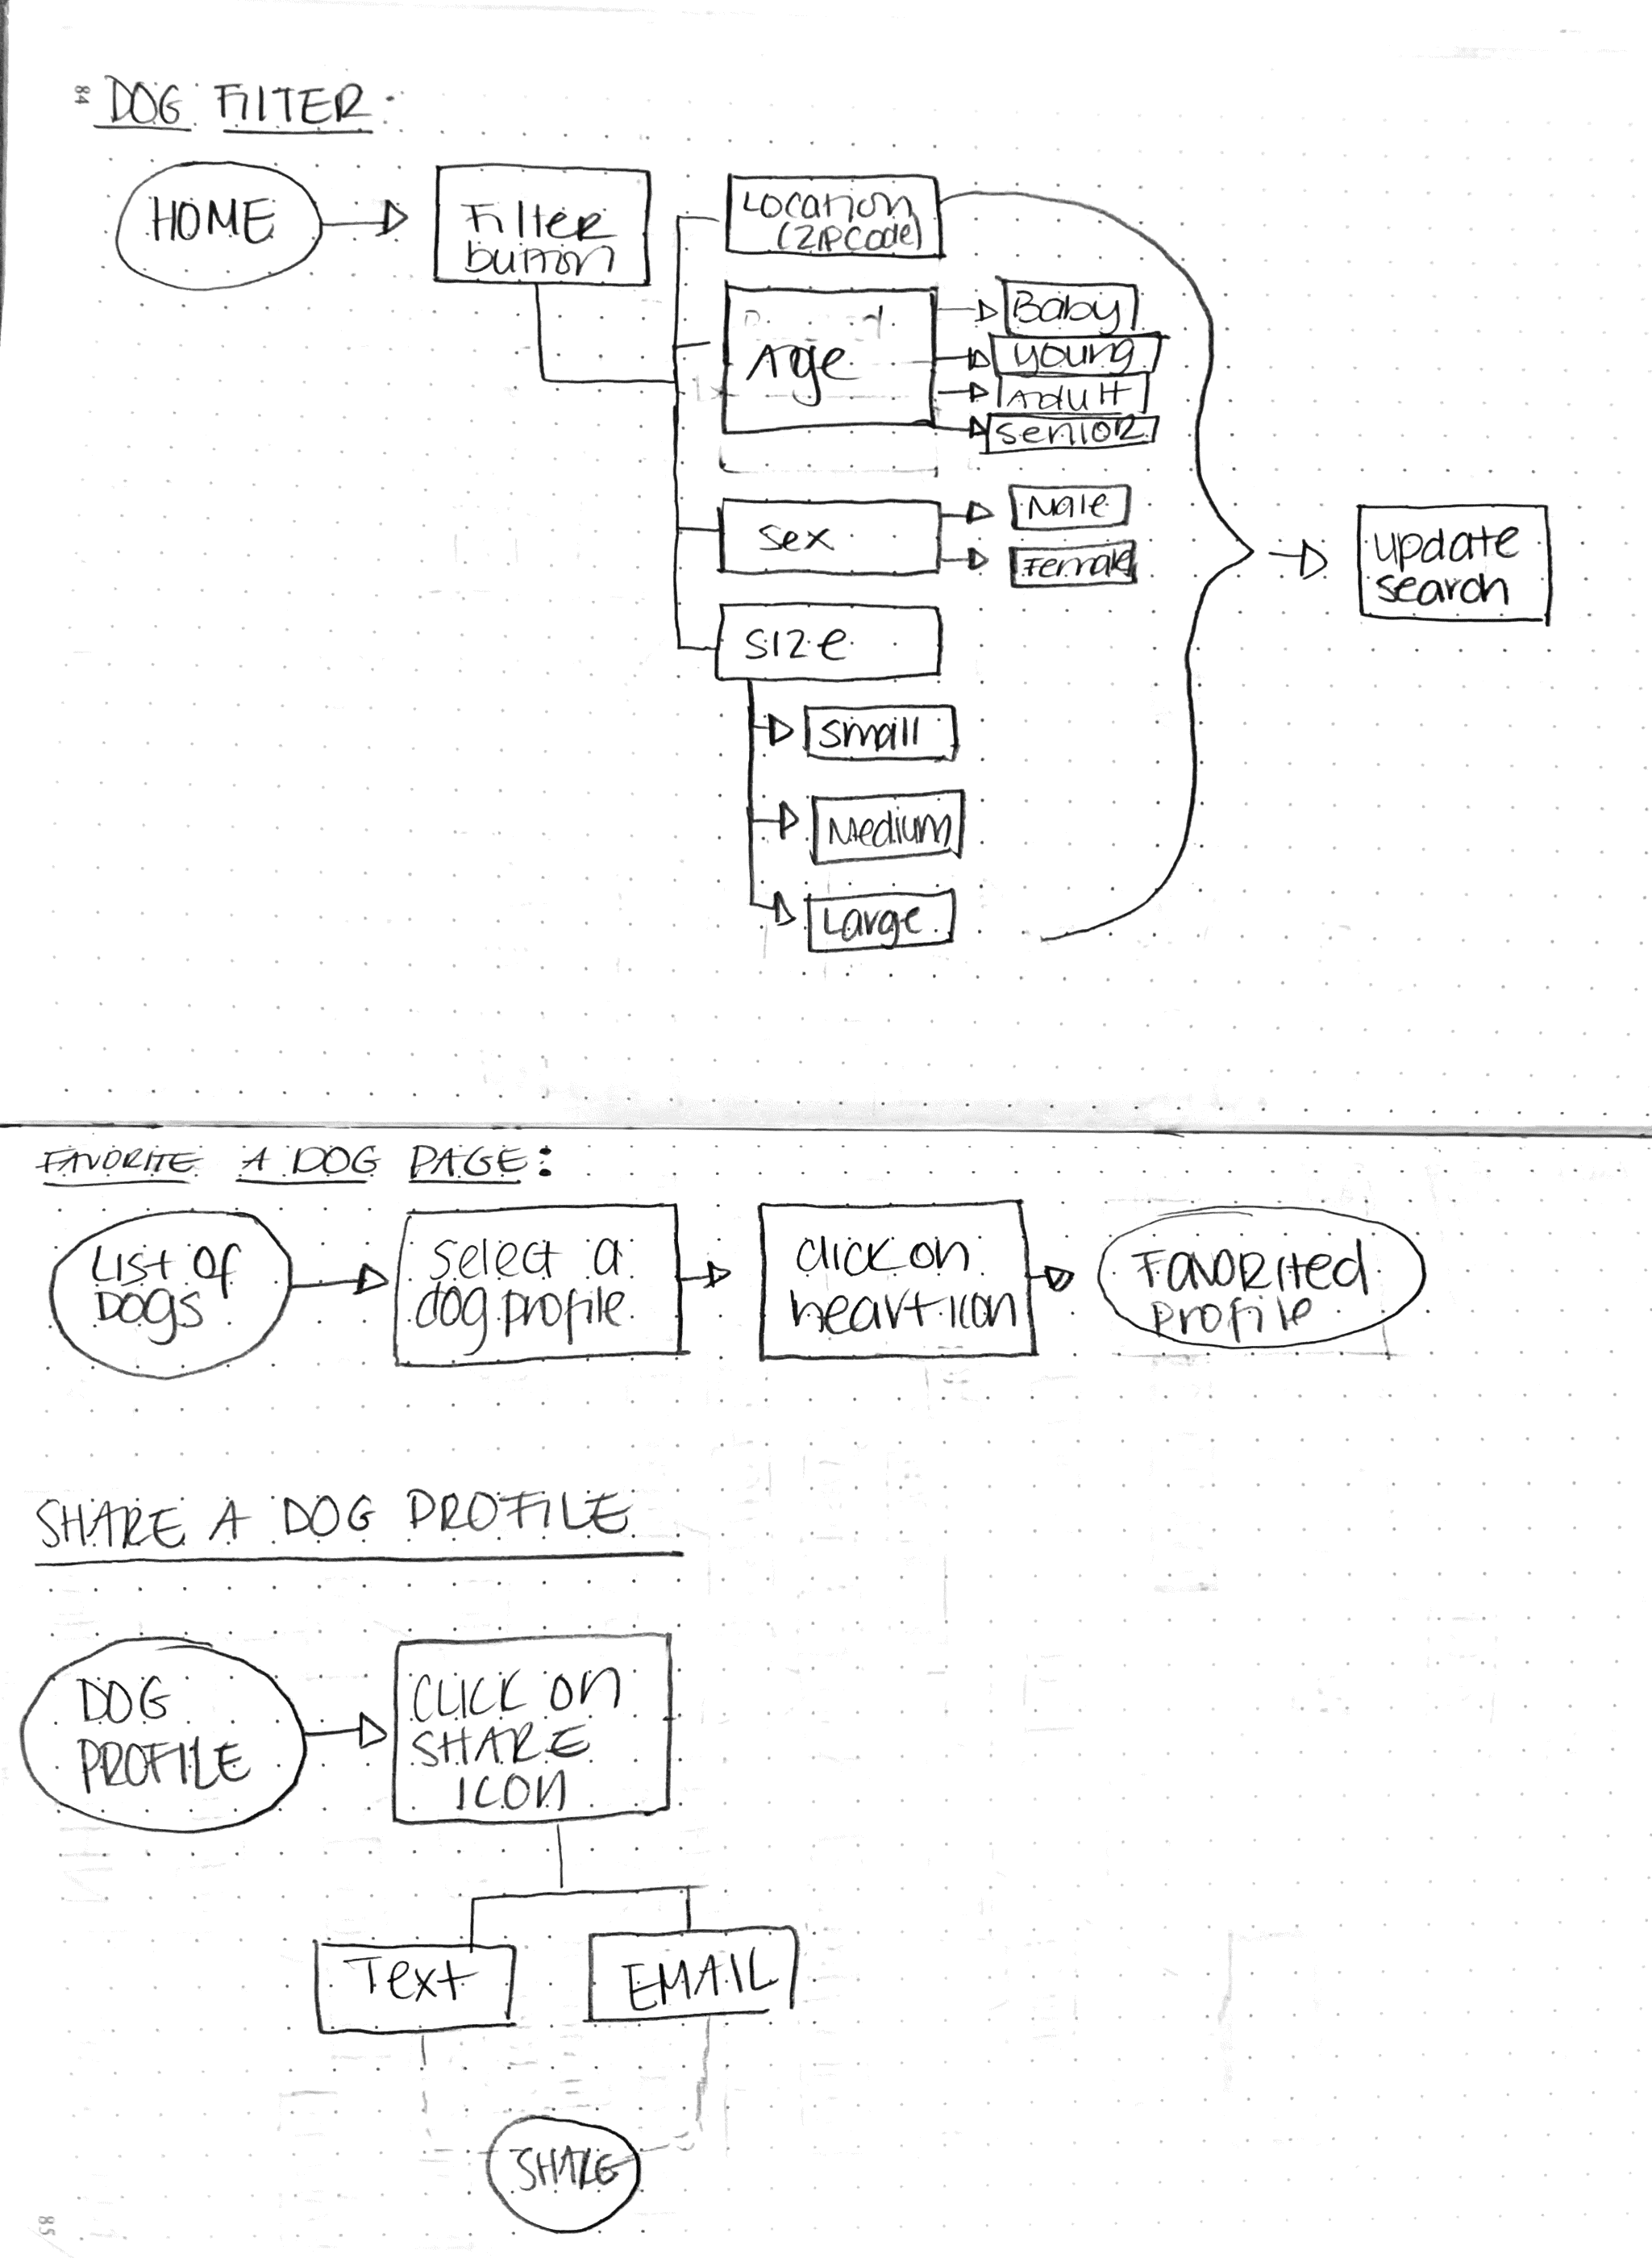 84
DOG FILTER:
HOME
Filter
button
Location
(ZIPCode)
Age
Baby
Young
Adult
Senior
Sex
Male
Female
Size
Small
Medium
Large
update
search
FAVORITE A DOG PAGE:
List of
Dogs
Select a
dog profile
click on
heart icon
FAVORited
profile
SHARE A DOG PROFILE
DOG
PROFILE
CLICK ON
SHARE
ICON
Text
EMAIL
SHARE
85